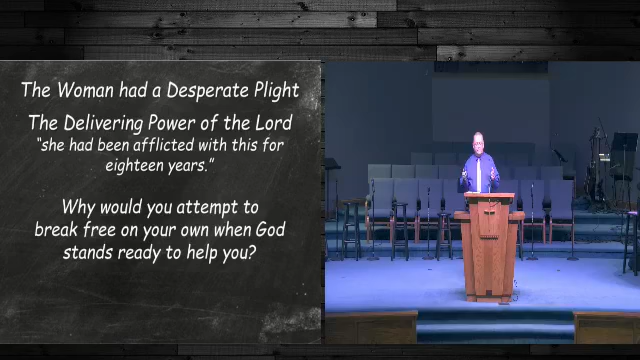 The Woman had a Desperate Plight
The Delivering Power of the Lord
"she had been afflicted with this for
eighteen years."
Why would you attempt to
break free on your own when God
stands ready to help you?